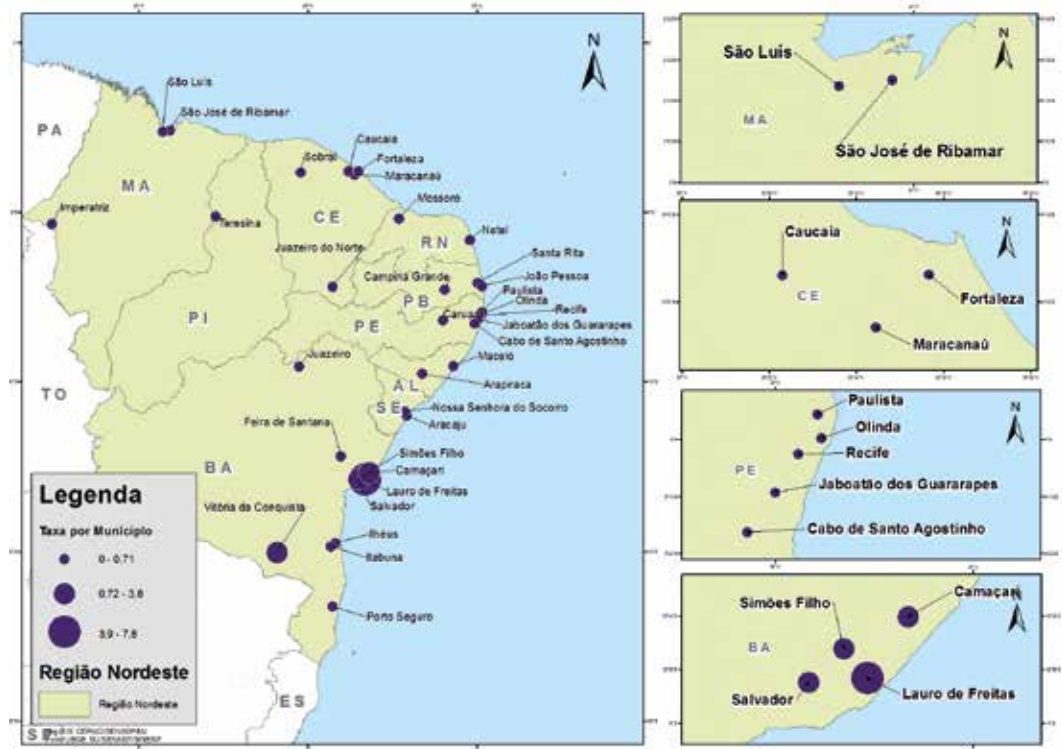 N
São Luís
São José de Ribamar
PA
MA
Caucaia
Fortaleza
Maracanaú
Sobral
Imperatriz
Teresina
CE
Mossoró
Juazeiro do Norte
RN
Natal
Santa Rita
Campina Grande
João Pessoa
PB
Paulista
Olinda
PI
PE
Recife
Jaboatão dos Guararapes
Cabo de Santo Agostinho
Juazeiro
Maceió
TO
AL
Arapiraca
SE
Nossa Senhora do Socorro
Aracaju
Feira de Santana
Simões Filho
BA
Camaçari
Lauro de Freitas
Salvador
Vitória da Conquista
Ilhéus
Itabuna
Porto Seguro
ES
Legenda
Taxa por Município
0 - 0,71
0,72 - 3,8
3,9 - 7,8
Região Nordeste
Região Nordeste
São Luís
N
MA
São José de Ribamar
N
Caucaia
CE
Fortaleza
Maracanaú
Paulista
N
Olinda
Recife
PE
Jaboatão dos Guararapes
Cabo de Santo Agostinho
Camaçari
N
Simões Filho
BA
Salvador
Lauro de Freitas